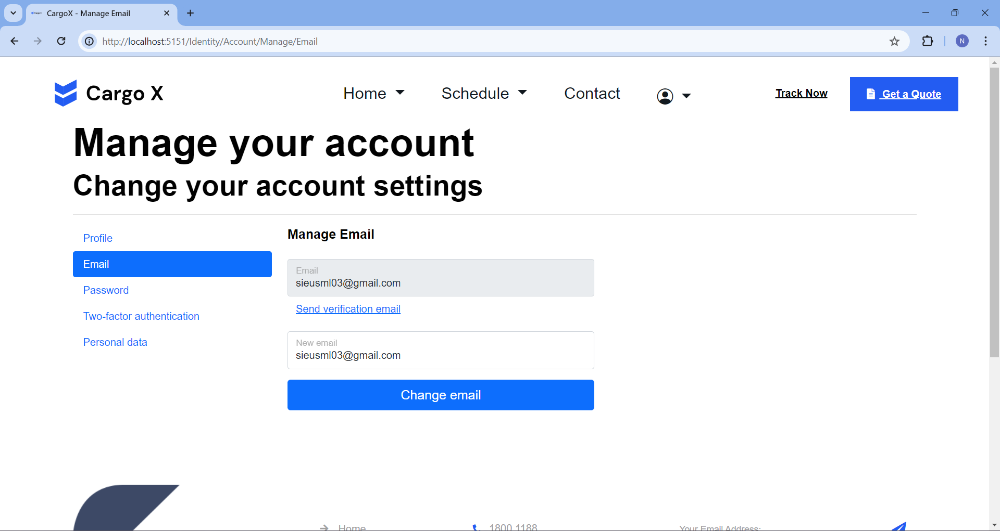 CargoX - Manage Email
http://localhost:5151/Identity/Account/Manage/Email
N
Cargo X
Home
Schedule
Contact
Track Now
Get a Quote
Manage your account
Change your account settings
Profile
Email
Password
Two-factor authentication
Personal data
Manage Email
Email
sieusml03@gmail.com
Send verification email
New email
sieusml03@gmail.com
Change email
Home
1800 1188
Your Email Address: